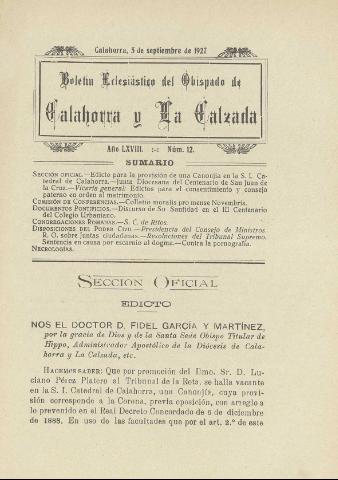 Calahorra, 5 de septiembre de 1927
Boletín Eclesiástico del Obispado de
Calahorra y La Calzada
Año LXVIII. :-: Núm. 12.
SUMARIO
SECCIÓN OFICIAL.—Edicto para la provisión de una Canonjía en la S. I. Ca-
tedral de Calahorra.—Junta Diocesana del Centenario de San Juan de
la Cruz.—Vicaría general: Edictos para el consentimiento y consejo
paterno en orden al matrimonio.
COMISIÓN DE CONFERENCIAS.—Collatio moralis pro mense Novembris.
DOCUMENTOS PONTIFICIOS.—Discurso de Su Santidad en el III Centenario
del Colegio Urbaniano.
CONGREGACIONES ROMANAS.—S. C. de Ritos.
DISPOSICIONES DEL PODER CIVIL.—Presidencia del Consejo de Ministros.
R. O. sobre Juntas ciudadanas.—Resoluciones del Tribunal Supremo.
Sentencia en causa por escarnio al dogma.—Contra la pornografía.
NECROLOGÍAS.
SECCION OFICIAL
EDICTO
NOS EL DOCTOR D. FIDEL GARCÍA Y MARTÍNEZ,
por la gracia de Dios y de la Santa Sede Obispo Titular de
Hippo, Administrador Apostólico de la Diócesis de Cala-
horra y La Calzada, etc.
HACEMOS SABER: Que por promoción del Ilmo. Sr. D. Lu-
ciano Pérez Platero al Tribunal de la Rota, se halla vacante
en la S. I. Catedral de Calahorra, una Canonjía, cuya provi-
sión corresponde a la Corona, previa oposición, con arreglo a
lo prevenido en el Real Decreto Concordado de 6 de diciembre
de 1888. En uso de las facultades que por el art. 2.º de este